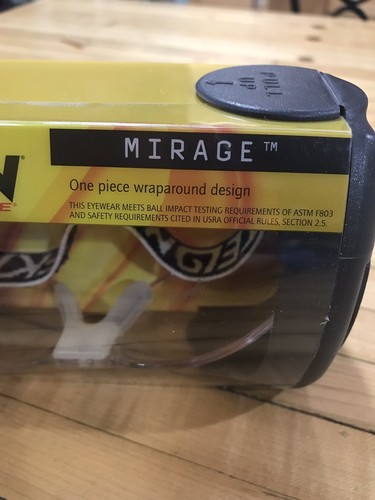 PULL
UP
MIRAGE™
N
E®
One piece wraparound design
THIS EYEWEAR MEETS BALL IMPACT TESTING REQUIREMENTS OF ASTM F803
AND SAFETY REQUIREMENTS CITED IN USRA OFFICIAL RULES, SECTION 2.5.